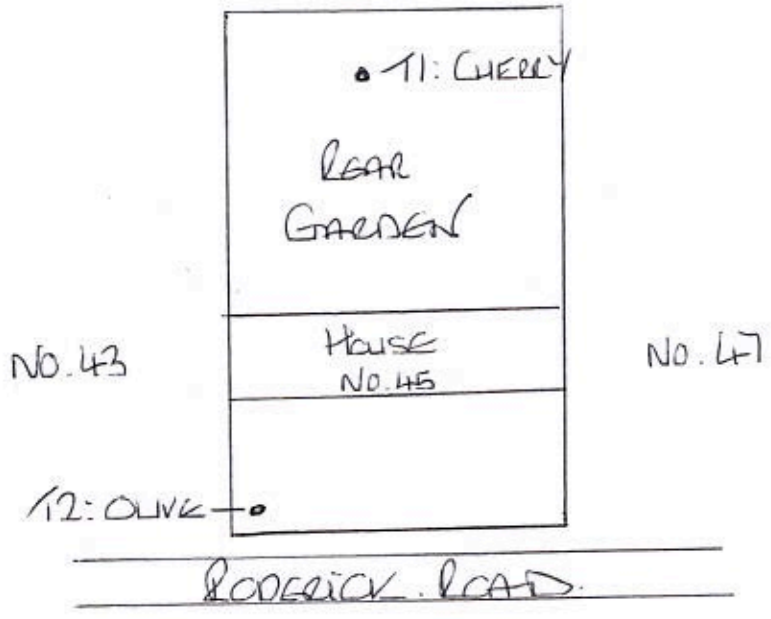 T1: CHERRY
REAR
GARDEN
HOUSE
NO.45
NO.43
NO.47
T2: OLIVE
RODERICK. ROAD.